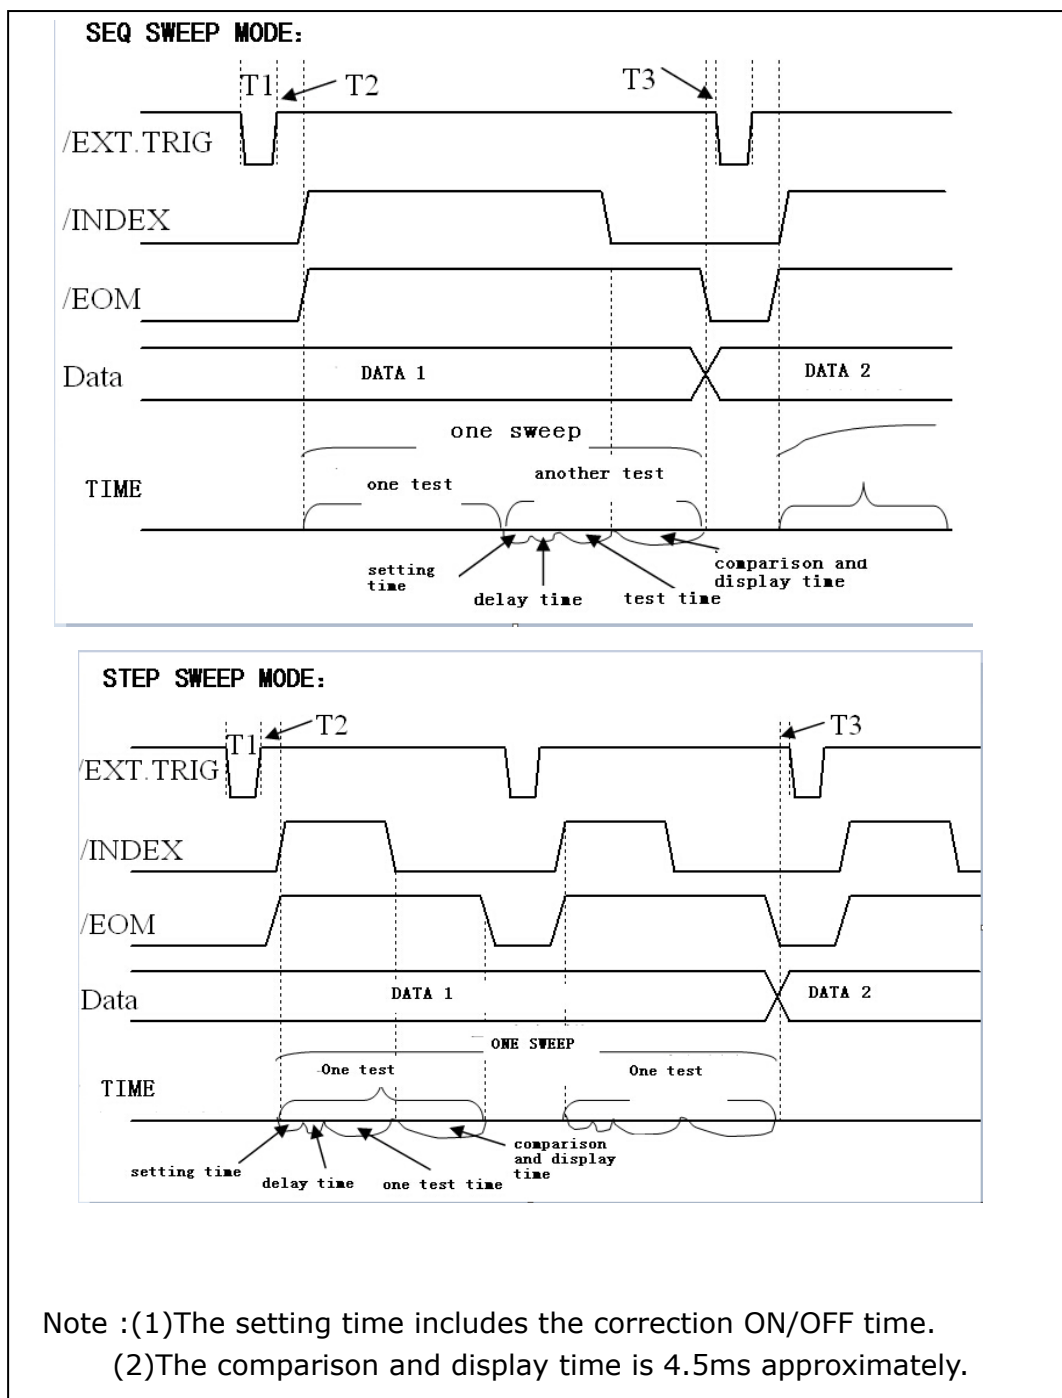 SEQ SWEEP MODE:
T1
T2
T3
/EXT.TRIG
/INDEX
/EOM
Data
DATA 1
DATA 2
one sweep
another test
one test
TIME
setting
time
delay time
test time
comparison and
display time
STEP SWEEP MODE:
T1
T2
T3
/EXT.TRIG
/INDEX
/EOM
Data
DATA 1
DATA 2
ONE SWEEP
One test
One test
TIME
setting time
delay time
one test time
comparison
and display
time
Note :(1)The setting time includes the correction ON/OFF time.
(2)The comparison and display time is 4.5ms approximately.